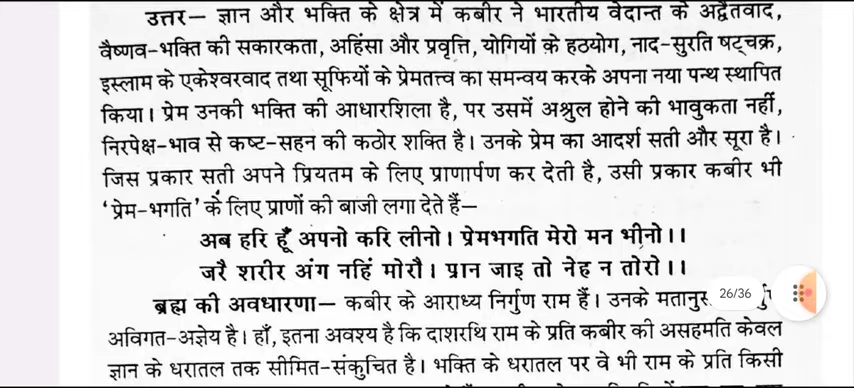 उत्तर— ज्ञान और भक्ति के क्षेत्र में कबीर ने भारतीय वेदान्त के अद्वैतवाद,
वैष्णव-भक्ति की सकारकता, अहिंसा और प्रवृत्ति, योगियों के हठयोग, नाद-सुरति षट्चक्र,
इस्लाम के एकेश्वरवाद तथा सूफियों के प्रेमतत्त्व का समन्वय करके अपना नया पन्थ स्थापित
किया। प्रेम उनकी भक्ति की आधारशिला है, पर उसमें अश्रुल होने की भावुकता नहीं,
निरपेक्ष-भाव से कष्ट-सहन की कठोर शक्ति है। उनके प्रेम का आदर्श सती और सूरा है।
जिस प्रकार सती अपने प्रियतम के लिए प्राणार्पण कर देती है, उसी प्रकार कबीर भी
'प्रेम-भगति' के लिए प्राणों की बाजी लगा देते हैं—
अब हरि हूँ अपनो करि लीनो। प्रेमभगति मेरो मन भीनो।।
जरै शरीर अंग नहिं मोरौ। प्रान जाइ तो नेह न तोरो।।
ब्रह्म की अवधारणा— कबीर के आराध्य निर्गुण राम हैं। उनके
26/36
अविगत-अज्ञेय है। हाँ, इतना अवश्य है कि दाशरथि राम के प्रति कबीर की असहमति केवल
ज्ञान के धरातल तक सीमित-संकुचित है। भक्ति के धरातल पर वे भी राम के प्रति किसी